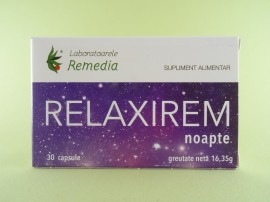 Laboratoarele
Remedia
SUPLIMENT ALIMENTAR
RELAXIREM
noapte
30 capsule
greutate netă 16,35g